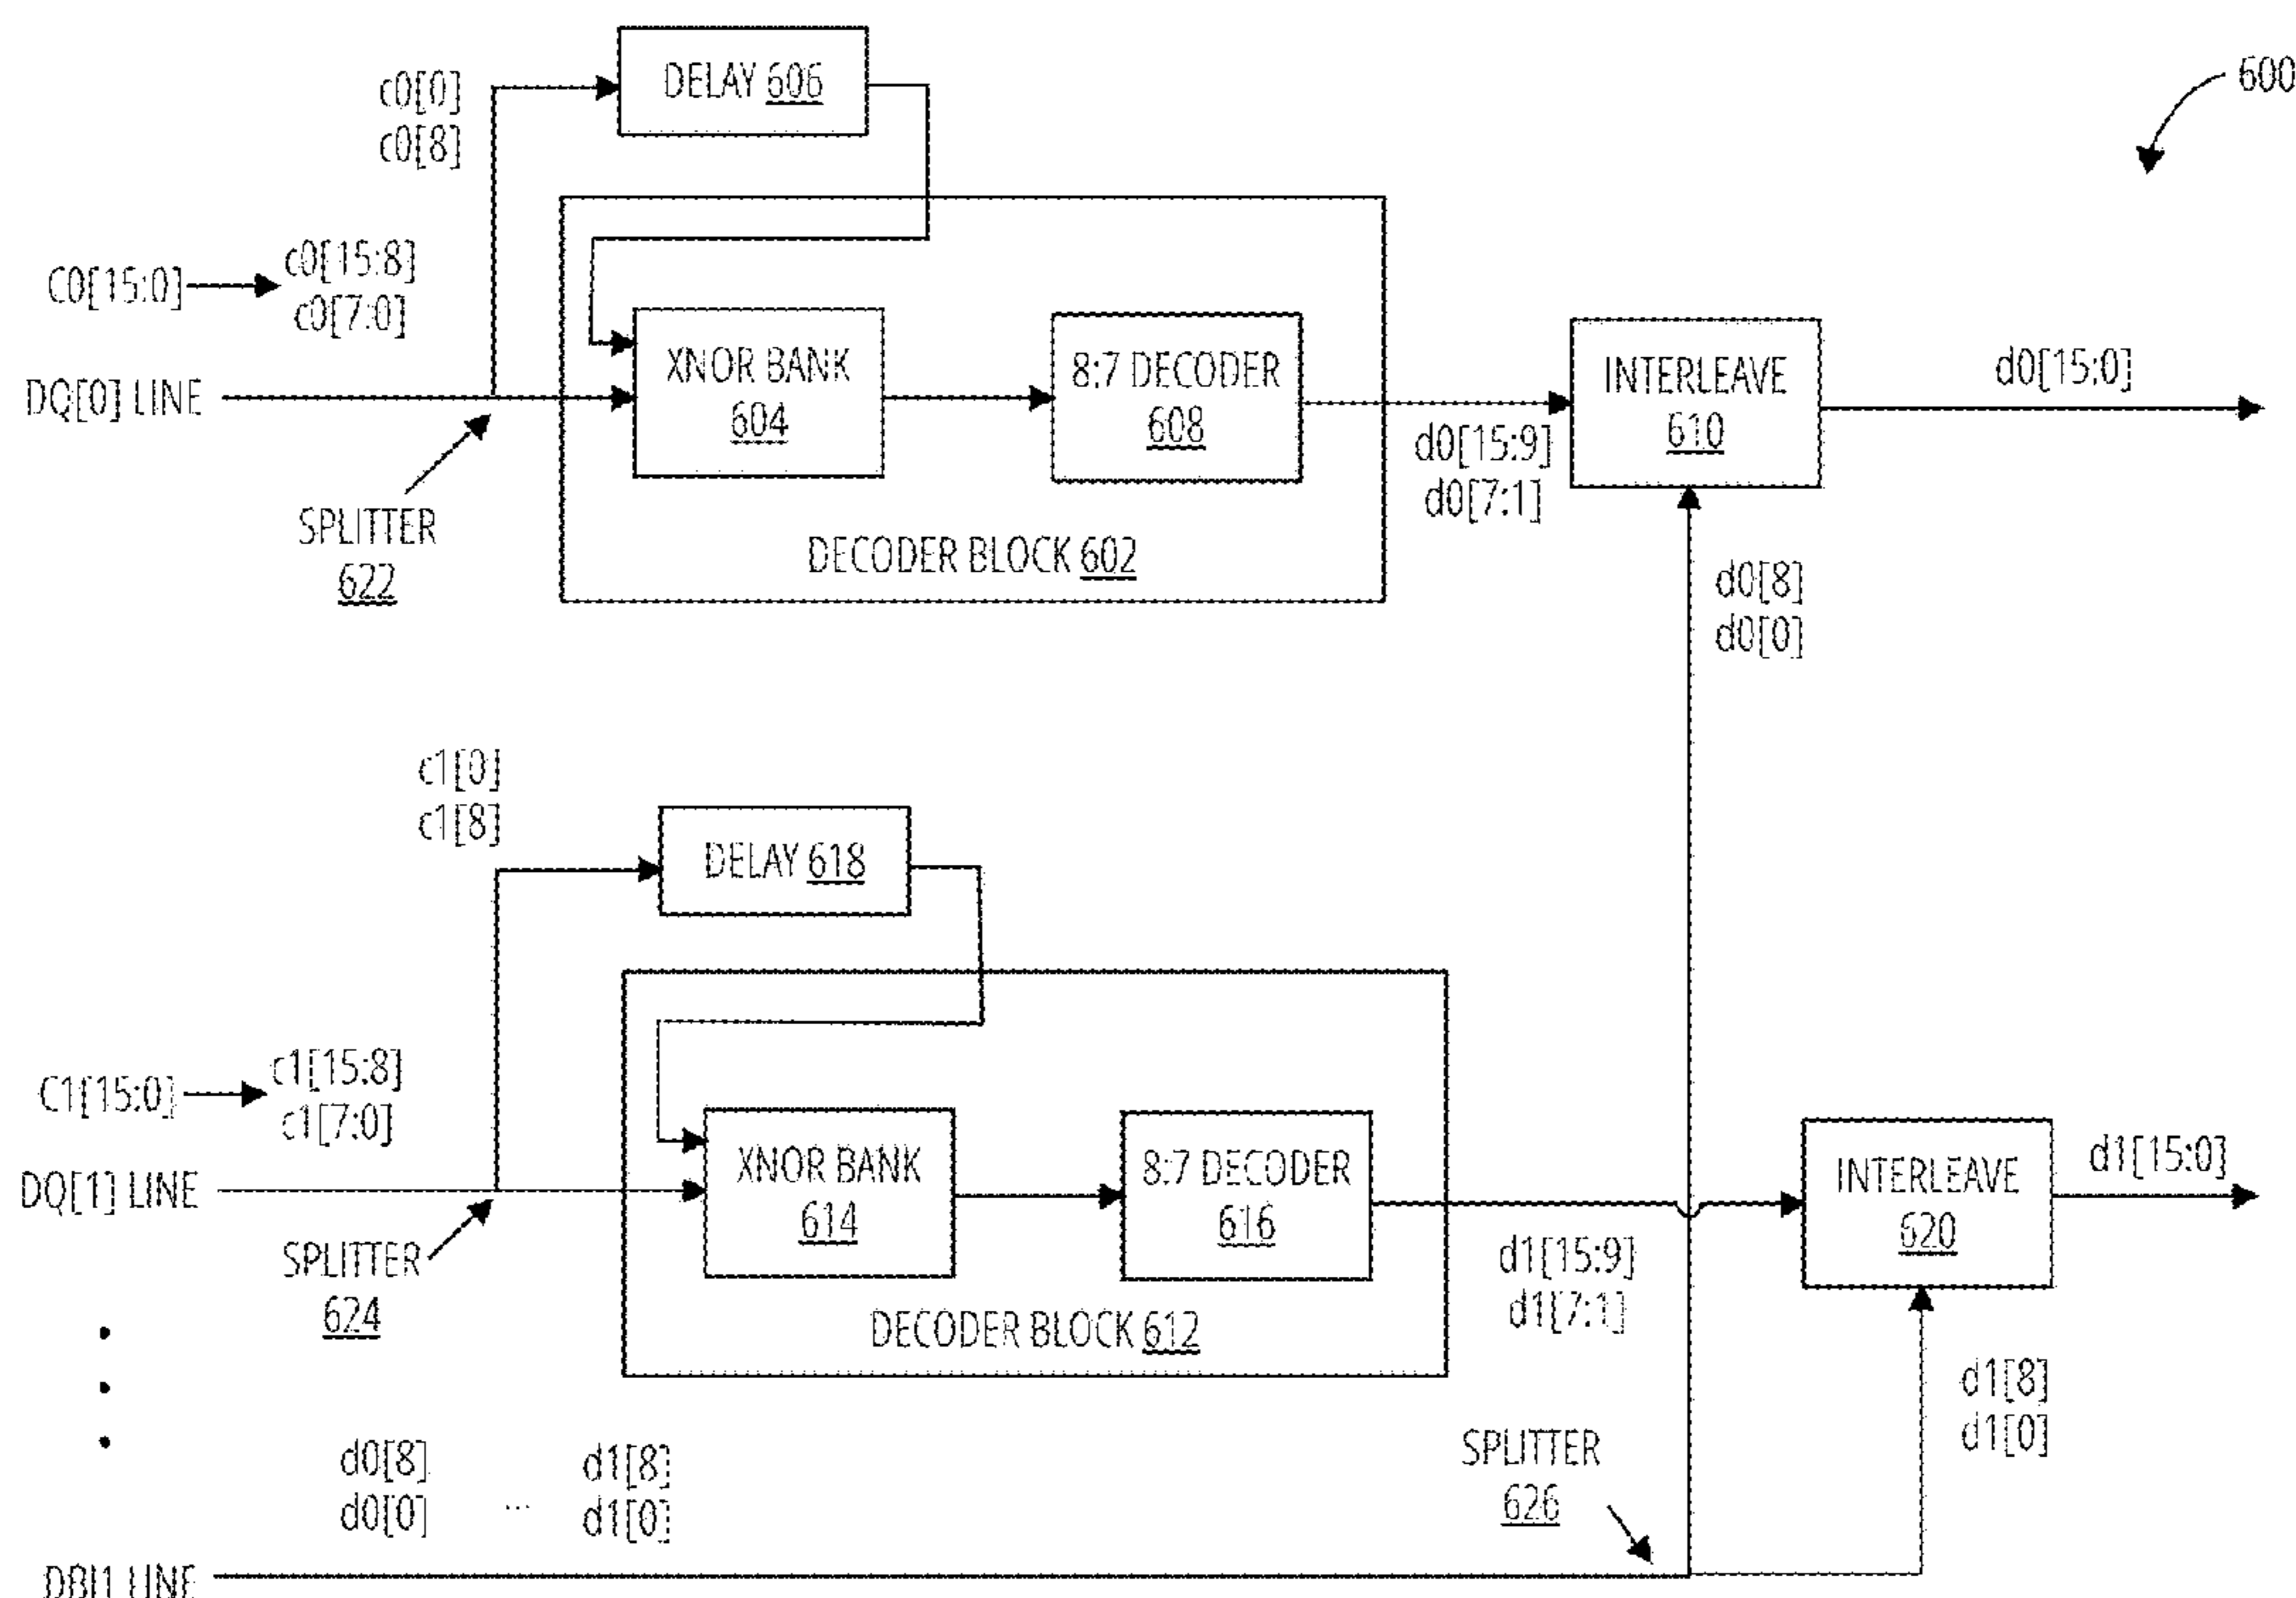 600
c0[0]
c0[8]
DELAY 606
C0[15:0]
c0[15:8]
c0[7:0]
DQ[0] LINE
SPLITTER
622
XNOR BANK
604
8:7 DECODER
608
DECODER BLOCK 602
d0[15:9]
d0[7:1]
INTERLEAVE
610
d0[15:0]
d0[8]
d0[0]
c1[0]
c1[8]
DELAY 618
C1[15:0]
c1[15:8]
c1[7:0]
DQ[1] LINE
SPLITTER
624
XNOR BANK
614
8:7 DECODER
616
DECODER BLOCK 612
d1[15:9]
d1[7:1]
INTERLEAVE
620
d1[15:0]
d1[8]
d1[0]
d0[8]
d0[0]
...
d1[8]
d1[0]
SPLITTER
626
DBI1 LINE